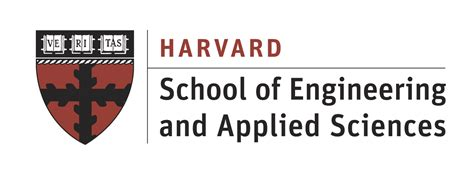 VE RI TAS
HARVARD
School of Engineering
and Applied Sciences